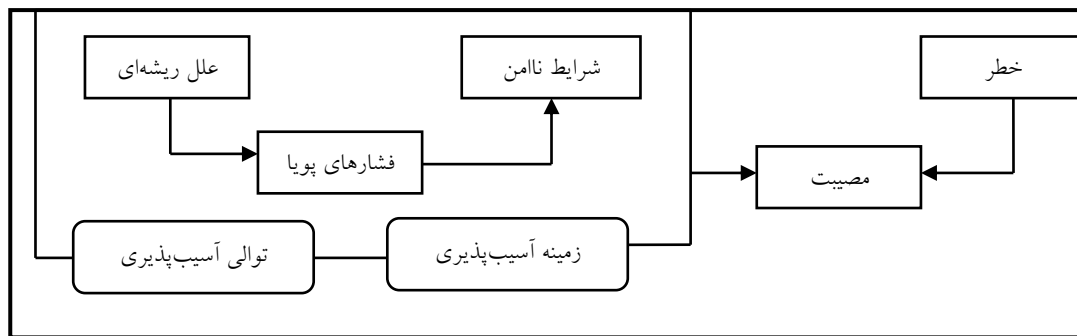 خطر
شرایط ناامن
علل ریشه‌ای
فشارهای پویا
مصیبت
زمینه آسیب‌پذیری
توالی آسیب‌پذیری